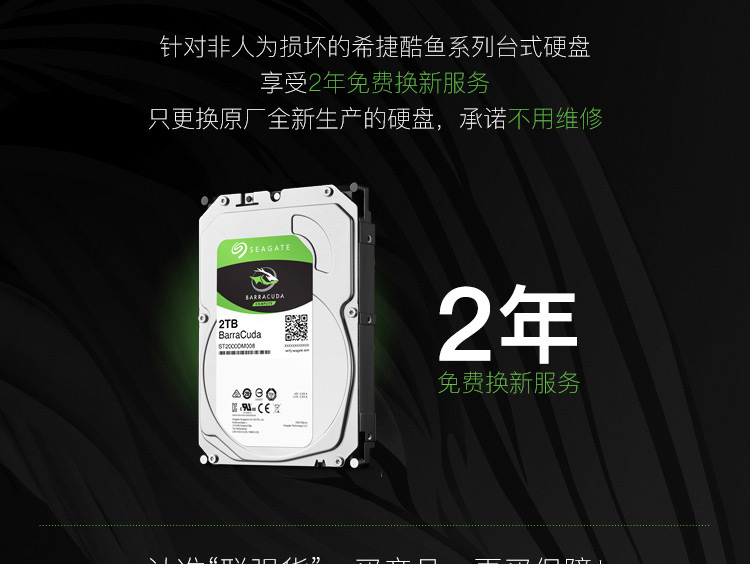 针对非人为损坏的希捷酷鱼系列台式硬盘
享受2年免费换新服务
只更换原厂全新生产的硬盘，承诺不用维修
SEAGATE
BARRACUDA
COMPUTE
2TB
BarraCuda
ST2000DM008
2年
免费换新服务